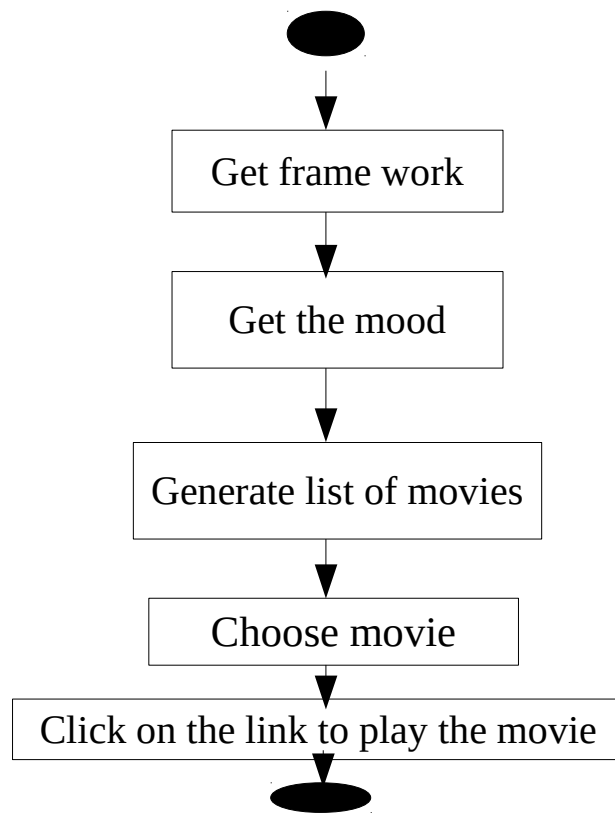 Get frame work
Get the mood
Generate list of movies
Choose movie
Click on the link to play the movie